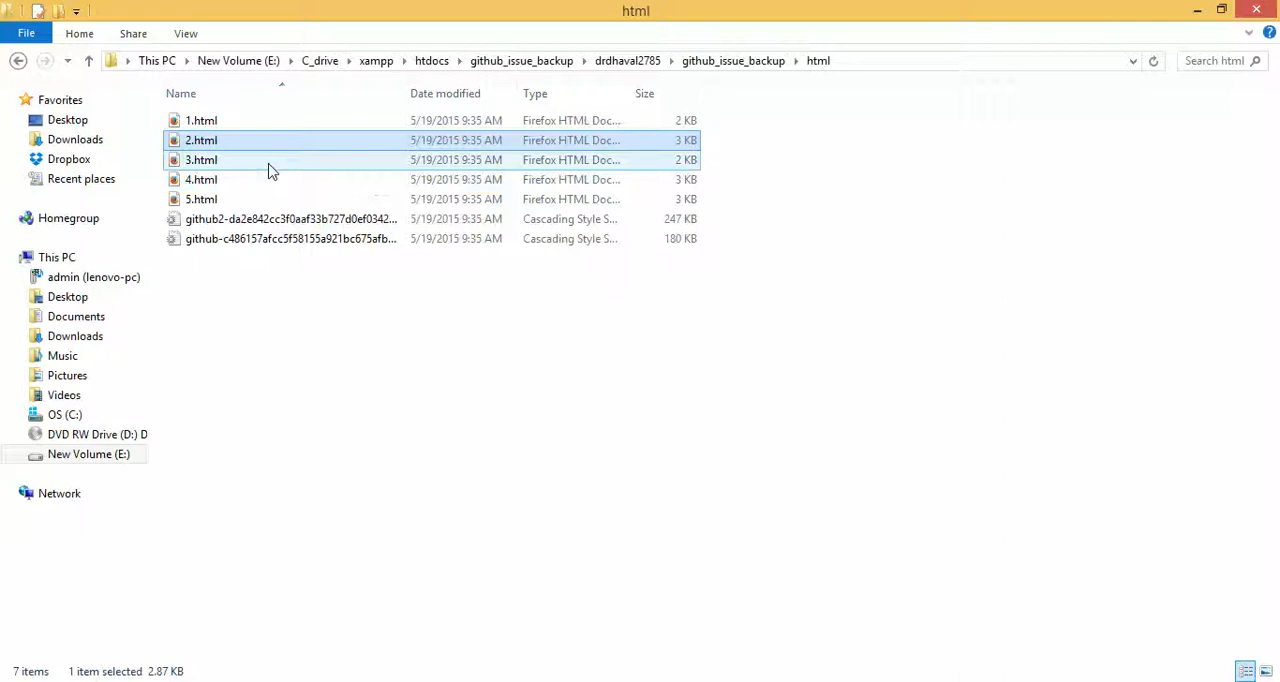 html
File Home Share View
This PC New Volume (E:) C_drive xampp htdocs github_issue_backup drdhaval2785 github_issue_backup html Search html
Name Date modified Type Size
Favorites
Desktop
Downloads
Dropbox
Recent places
Homegroup
This PC
admin (lenovo-pc)
Desktop
Documents
Downloads
Music
Pictures
Videos
OS (C:)
DVD RW Drive (D:) D
New Volume (E:)
Network
1.html 5/19/2015 9:35 AM Firefox HTML Doc... 2 KB
2.html 5/19/2015 9:35 AM Firefox HTML Doc... 3 KB
3.html 5/19/2015 9:35 AM Firefox HTML Doc... 2 KB
4.html 5/19/2015 9:35 AM Firefox HTML Doc... 3 KB
5.html 5/19/2015 9:35 AM Firefox HTML Doc... 3 KB
github2-da2e842cc3f0aaf33b727d0ef0342... 5/19/2015 9:35 AM Cascading Style S... 247 KB
github-c486157afcc5f58155a921bc675afb... 5/19/2015 9:35 AM Cascading Style S... 180 KB
7 items 1 item selected 2.87 KB